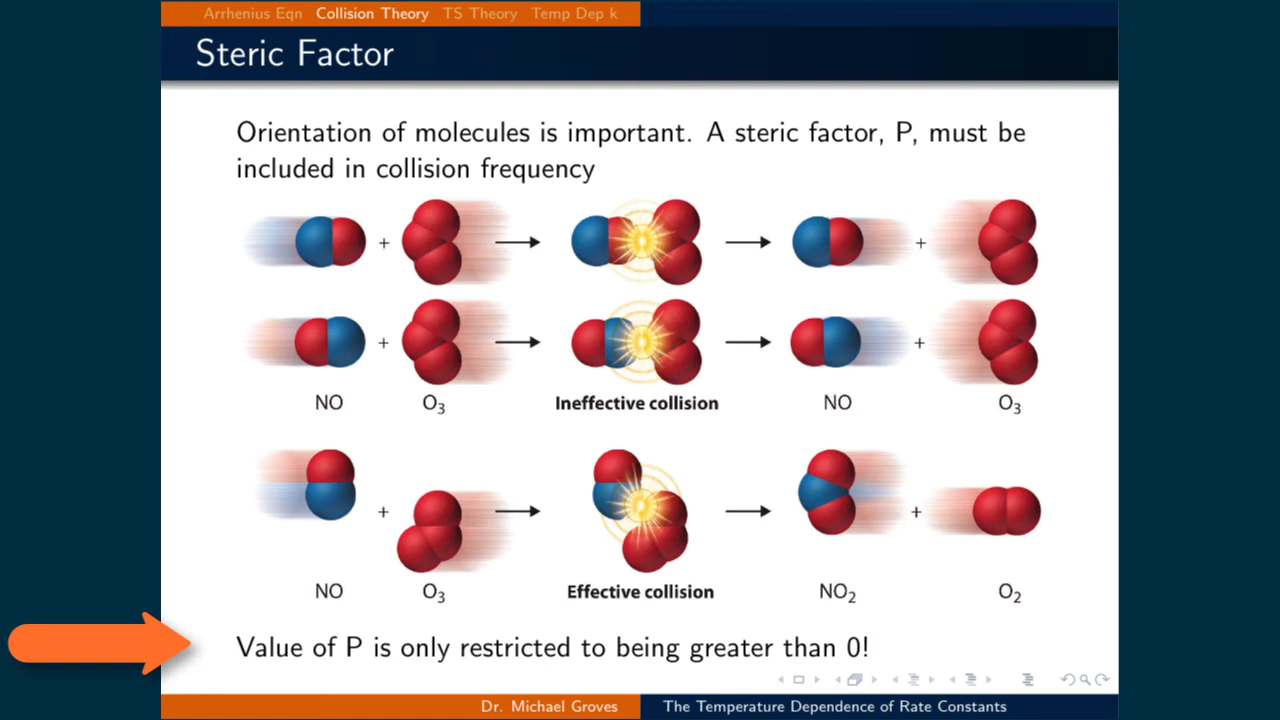 Arrhenius Eqn Collision Theory TS Theory Temp Dep k
Steric Factor
Orientation of molecules is important. A steric factor, P, must be
included in collision frequency
+ +
+ +
NO O₃ Ineffective collision NO O₃
+ +
NO O₃ Effective collision NO₂ O₂
Value of P is only restricted to being greater than 0!
Dr. Michael Groves The Temperature Dependence of Rate Constants